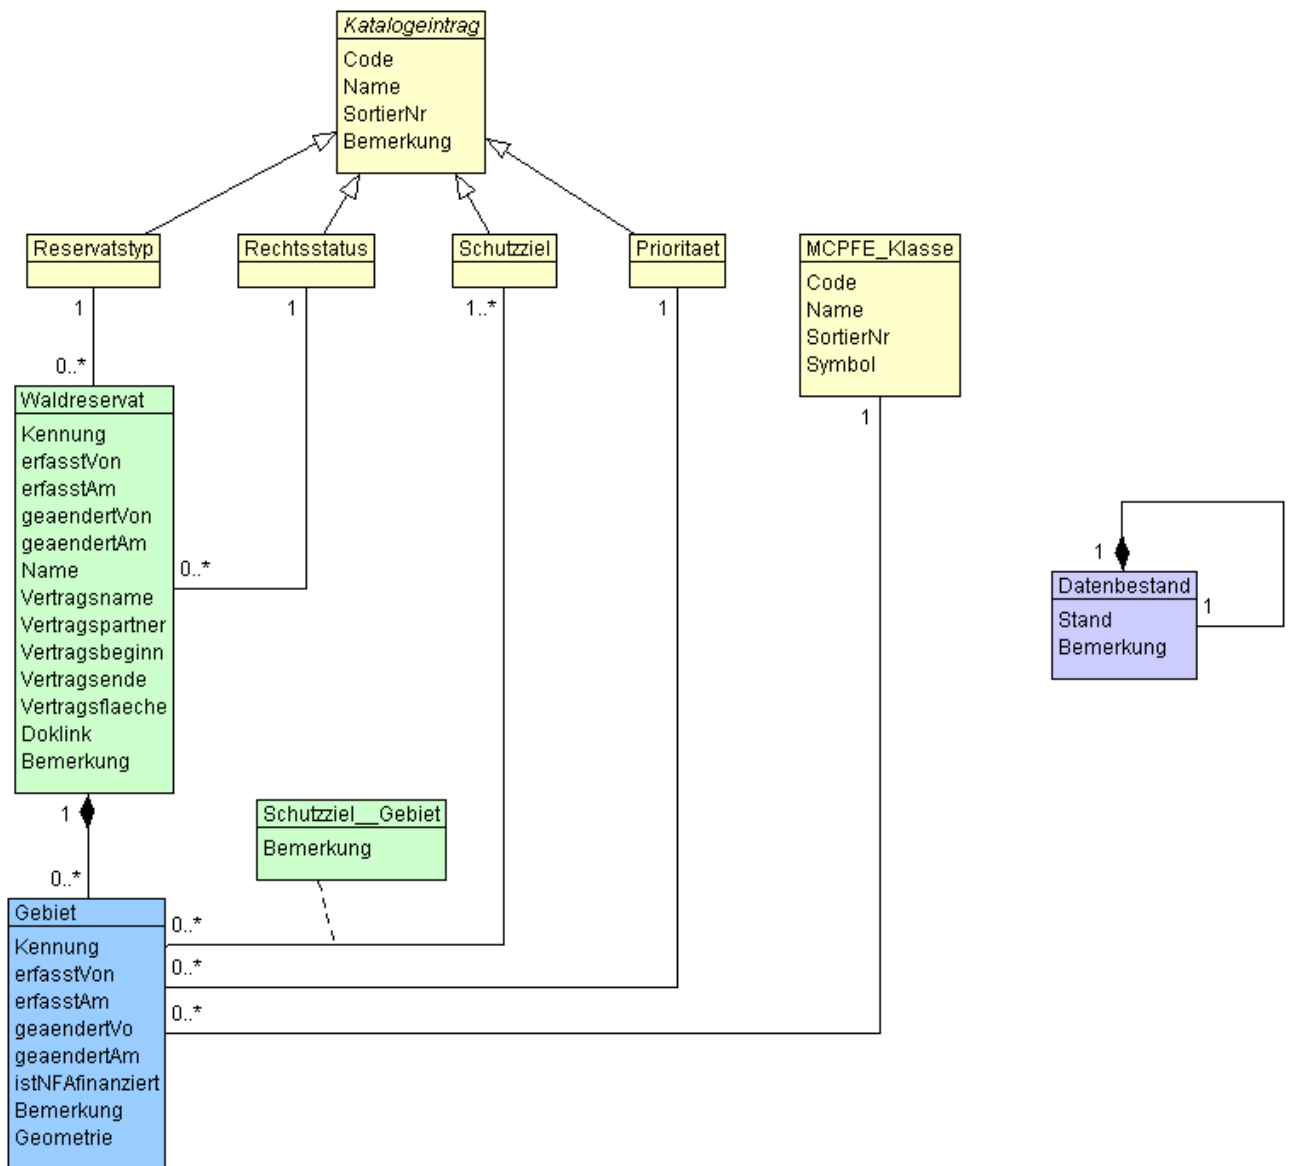 Katalogeintrag
Code
Name
SortierNr
Bemerkung
Reservatstyp
Rechtsstatus
Schutzziel
Prioritaet
MCPFE_Klasse
Code
Name
SortierNr
Symbol
1
1
1..*
1
1
0..*
Waldreservat
Kennung
erfasstVon
erfasstAm
geaendertVon
geaendertAm
Name
Vertragsname
Vertragspartner
Vertragsbeginn
Vertragsende
Vertragsflaeche
Doklink
Bemerkung
0..*
1
Datenbestand
Stand
Bemerkung
1
1
0..*
Schutzziel__Gebiet
Bemerkung
Gebiet
Kennung
erfasstVon
erfasstAm
geaendertVo
geaendertAm
istNFAfinanziert
Bemerkung
Geometrie
0..*
0..*
0..*